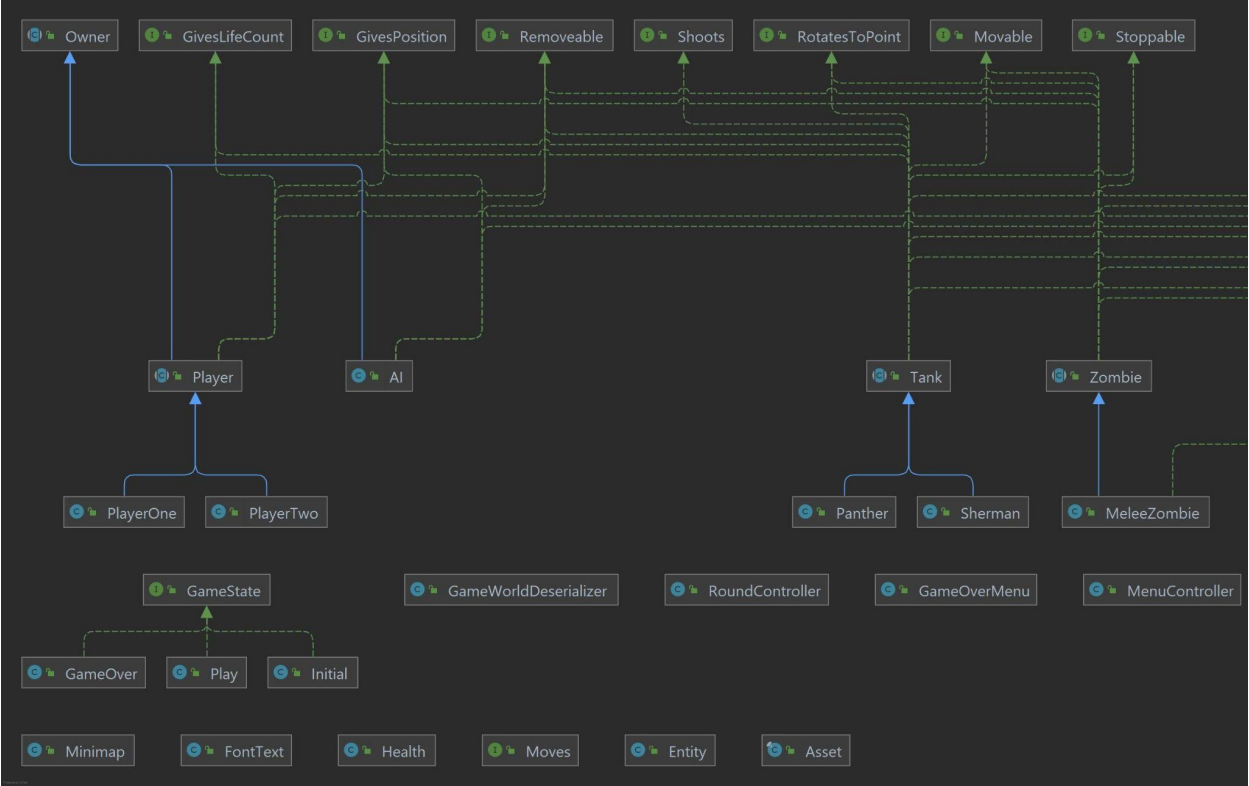 Owner
GivesLifeCount
GivesPosition
Removeable
Shoots
RotatesToPoint
Movable
Stoppable
Player
AI
Tank
Zombie
PlayerOne
PlayerTwo
Panther
Sherman
MeleeZombie
GameState
GameWorldDeserializer
RoundController
GameOverMenu
MenuController
GameOver
Play
Initial
Minimap
FontText
Health
Moves
Entity
Asset